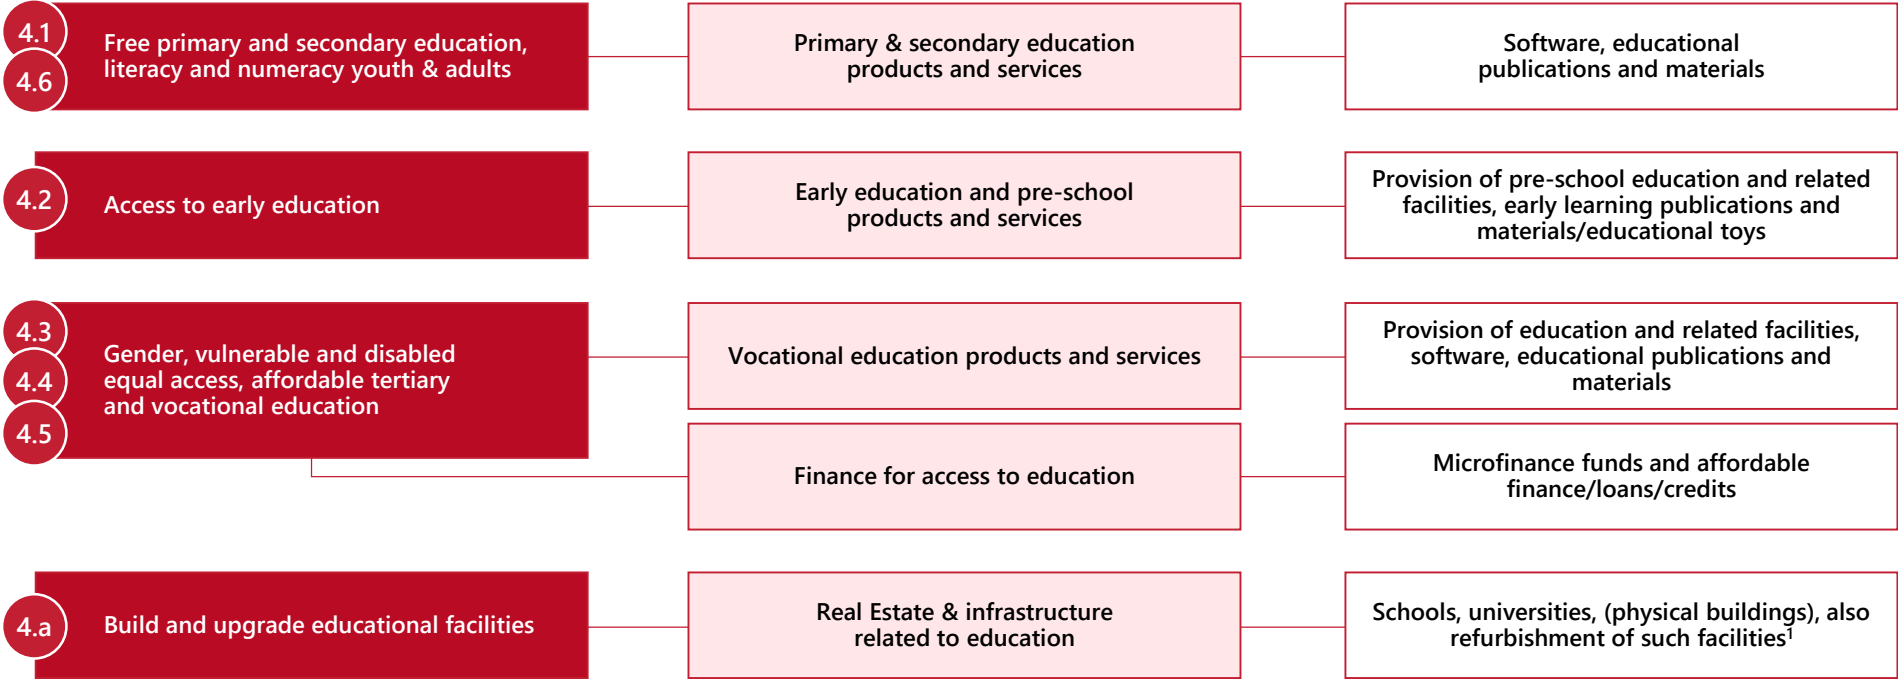 4.1
4.6
Free primary and secondary education,
literacy and numeracy youth & adults
Primary & secondary education
products and services
Software, educational
publications and materials
4.2
Access to early education
Early education and pre-school
products and services
Provision of pre-school education and related
facilities, early learning publications and
materials/educational toys
4.3
4.4
4.5
Gender, vulnerable and disabled
equal access, affordable tertiary
and vocational education
Vocational education products and services
Provision of education and related facilities,
software, educational publications and
materials
Finance for access to education
Microfinance funds and affordable
finance/loans/credits
4.a
Build and upgrade educational facilities
Real Estate & infrastructure
related to education
Schools, universities, (physical buildings), also
refurbishment of such facilities¹